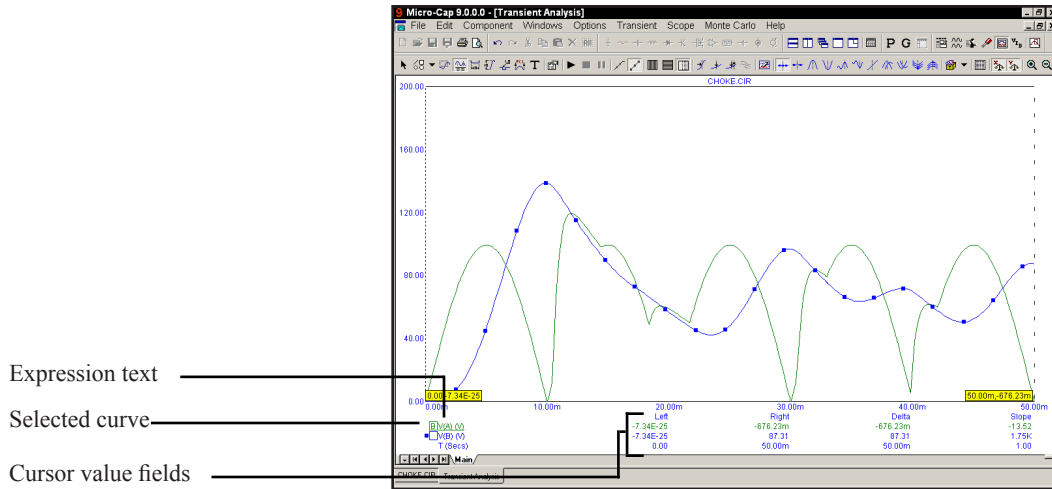 9 Micro-Cap 9.0.0.0 - [Transient Analysis]
File Edit Component Windows Options Transient Scope Monte Carlo Help
P G
T
CHOKE.CIR
200.00
160.00
120.00
80.00
40.00
0.00
0.00,-7.34E-25
50.00m,-676.23m
0.00m 10.00m 20.00m 30.00m 40.00m 50.00m
Left Right Delta Slope
V(A) (V) -7.34E-25 -676.23m -676.23m -13.52
V(B) (V) -7.34E-25 87.31 87.31 1.75K
T (Secs) 0.00 50.00m 50.00m 1.00
Main
CHOKE.CIR Transient Analysis
Expression text
Selected curve
Cursor value fields